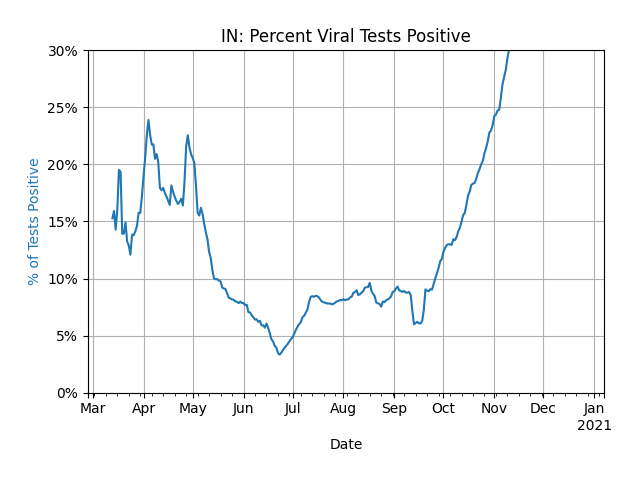 IN: Percent Viral Tests Positive
30%
25%
20%
15%
10%
5%
0%
% of Tests Positive
Mar Apr May Jun Jul Aug Sep Oct Nov Dec Jan
2021
Date